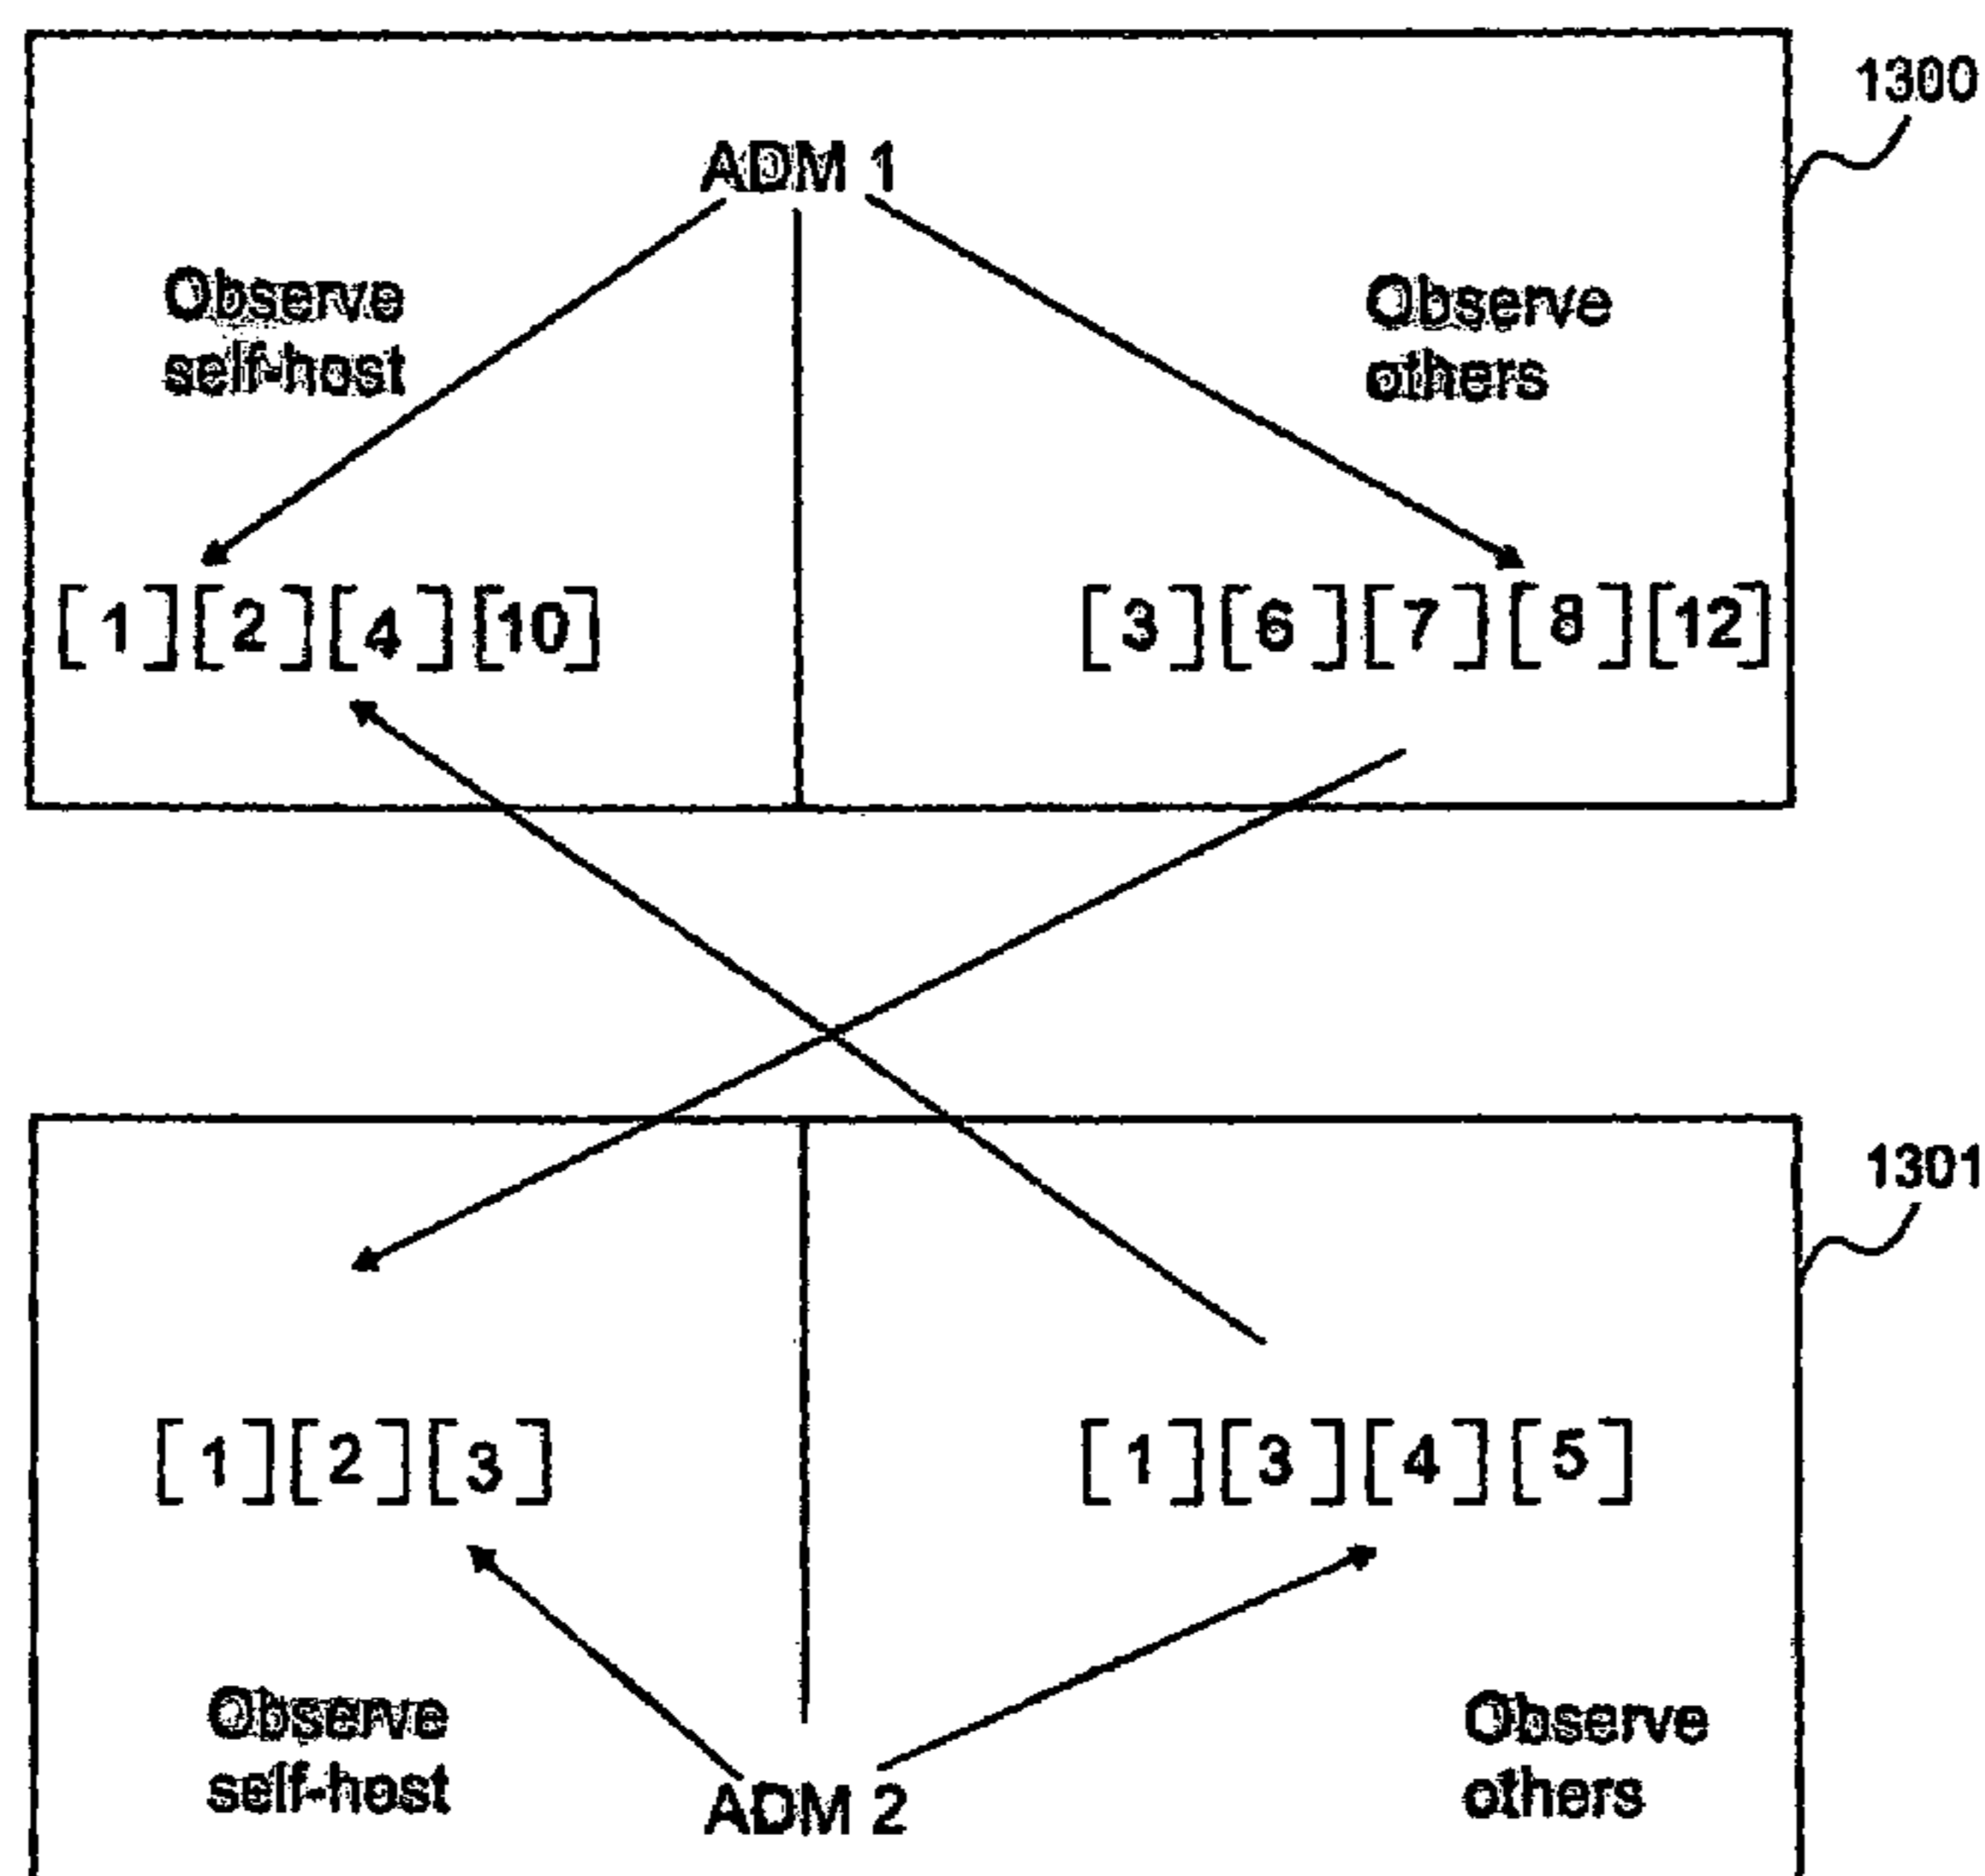 1300
ADM 1
Observe
self-host
Observe
others
[1][2][4][10]
[3][6][7][8][12]
1301
[1][2][3]
[1][3][4][5]
Observe
self-host
Observe
others
ADM 2